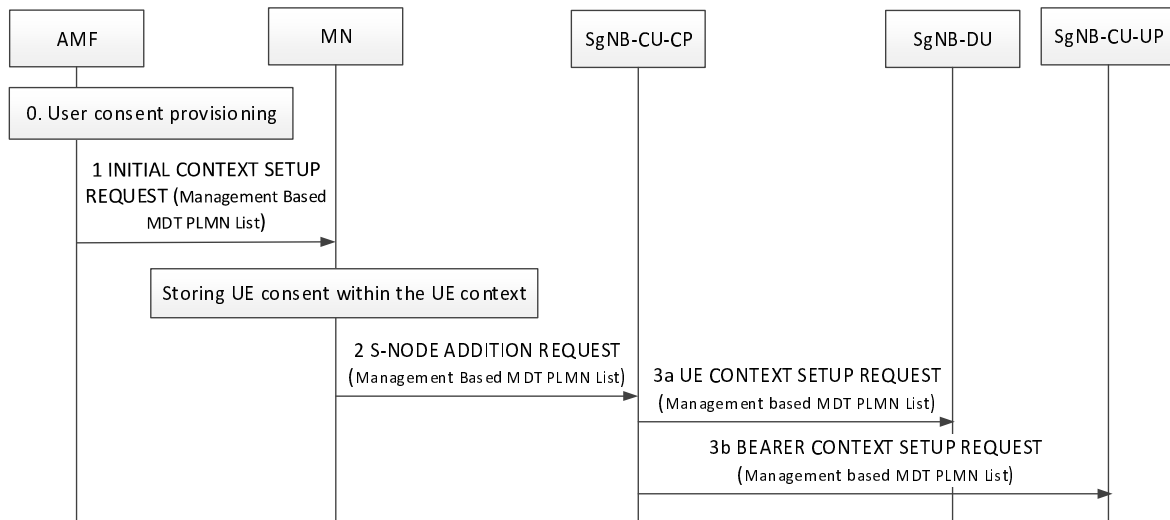 AMF
MN
SgNB-CU-CP
SgNB-DU
SgNB-CU-UP
0. User consent provisioning
1 INITIAL CONTEXT SETUP
REQUEST (Management Based
MDT PLMN List)
Storing UE consent within the UE context
2 S-NODE ADDITION REQUEST
(Management Based MDT PLMN List)
3a UE CONTEXT SETUP REQUEST
(Management based MDT PLMN List)
3b BEARER CONTEXT SETUP REQUEST
(Management based MDT PLMN List)